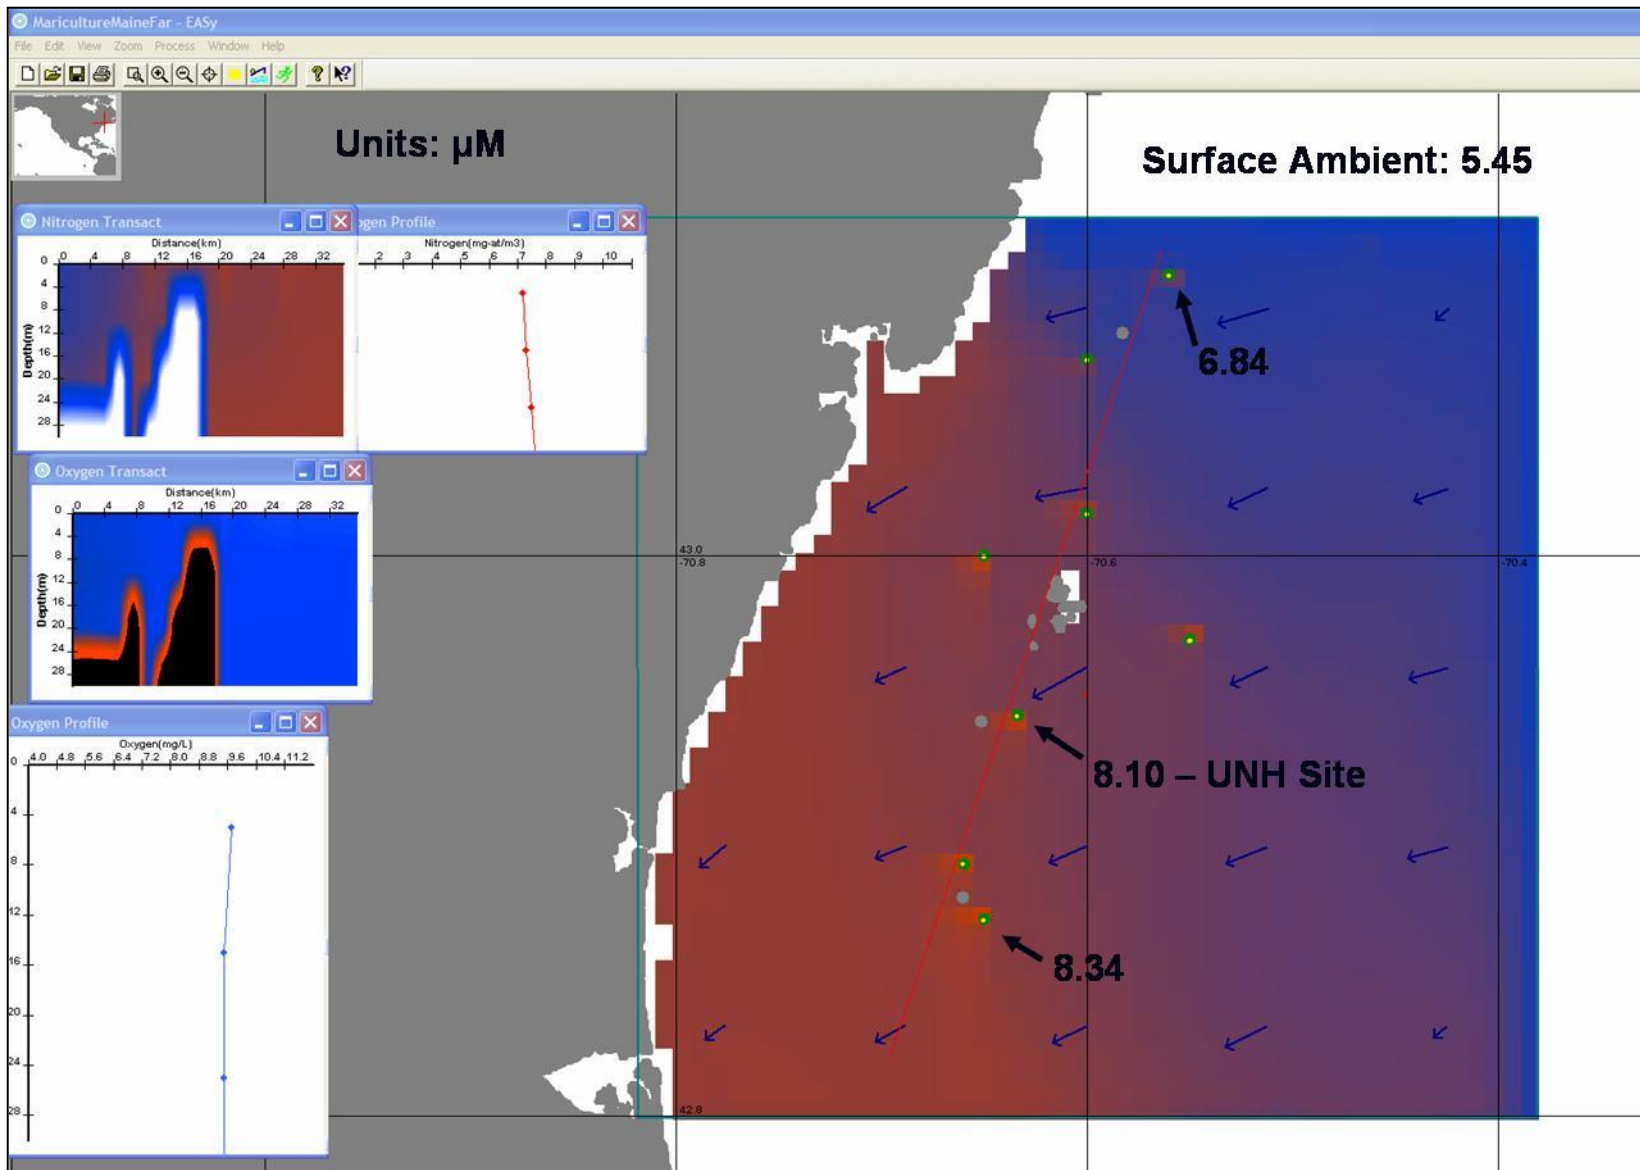 MaricultureMaineFar - EASy
File Edit View Zoom Process Window Help
Units: µM
Surface Ambient: 5.45
Nitrogen Transact
Distance(km)
0 4 8 12 16 20 24 28 32
Depth(m)
0
4
8
12
16
20
24
28
ogen Profile
Nitrogen(mg-at/m3)
2 3 4 5 6 7 8 9 10
Oxygen Transact
Distance(km)
0 4 8 12 16 20 24 28 32
Depth(m)
0
4
8
12
16
20
24
28
Oxygen Profile
Oxygen(mg/L)
4.0 4.8 5.6 6.4 7.2 8.0 8.8 9.6 10.4 11.2
0
4
8
12
16
20
24
28
6.84
43.0
-70.8
-70.6
-70.4
8.10 – UNH Site
8.34
42.8